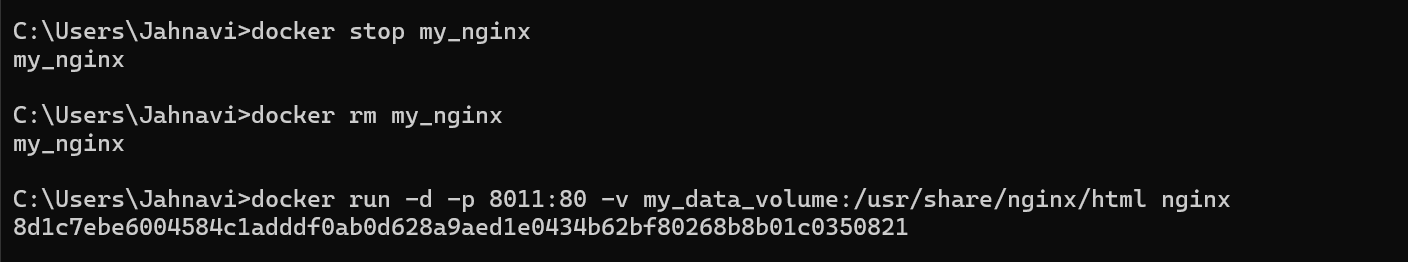 C:\Users\Jahnavi>docker stop my_nginx
my_nginx
C:\Users\Jahnavi>docker rm my_nginx
my_nginx
C:\Users\Jahnavi>docker run -d -p 8011:80 -v my_data_volume:/usr/share/nginx/html nginx
8d1c7ebe6004584c1adddf0ab0d628a9aed1e0434b62bf80268b8b01c0350821